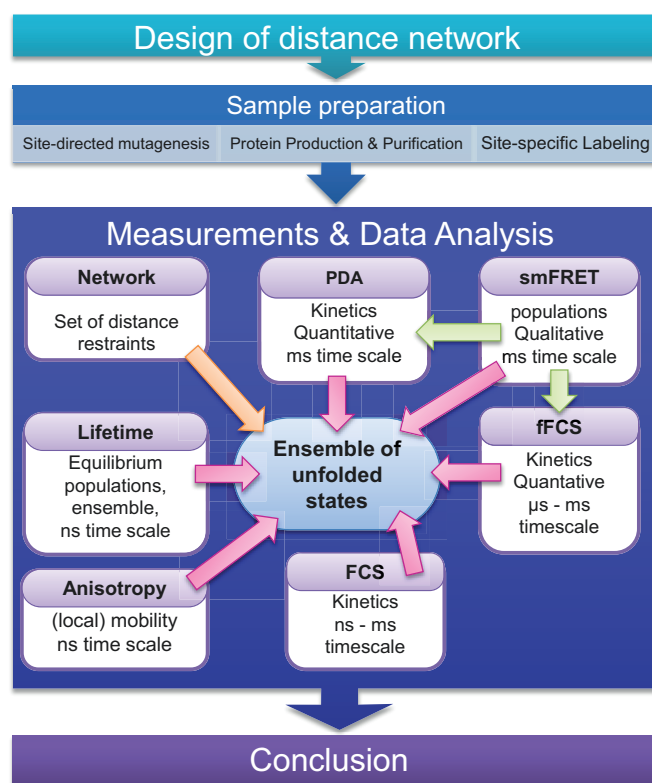 Design of distance network
Sample preparation
Site-directed mutagenesis
Protein Production & Purification
Site-specific Labeling
Measurements & Data Analysis
Network
Set of distance
restraints
PDA
Kinetics
Quantitative
ms time scale
smFRET
populations
Qualitative
ms time scale
Lifetime
Equilibrium
populations,
ensemble,
ns time scale
Ensemble of
unfolded
states
fFCS
Kinetics
Quantative
µs - ms
timescale
Anisotropy
(local) mobility
ns time scale
FCS
Kinetics
ns - ms
timescale
Conclusion